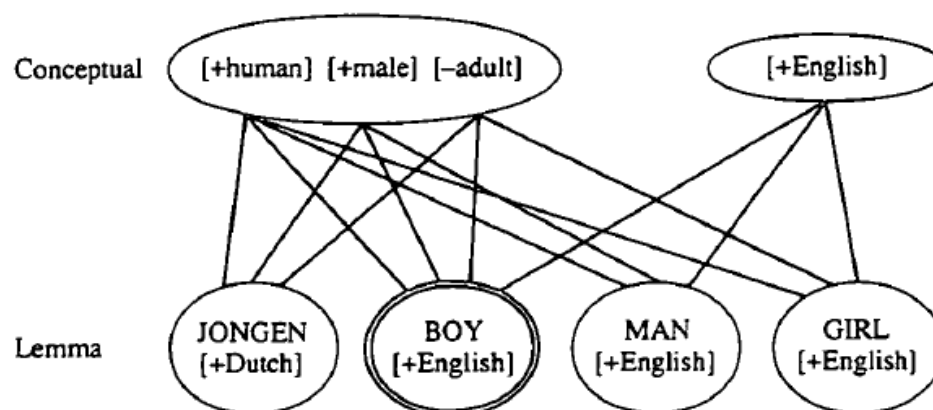 Conceptual
[+human] [+male] [–adult]
[+English]
Lemma
JONGEN
[+Dutch]
BOY
[+English]
MAN
[+English]
GIRL
[+English]